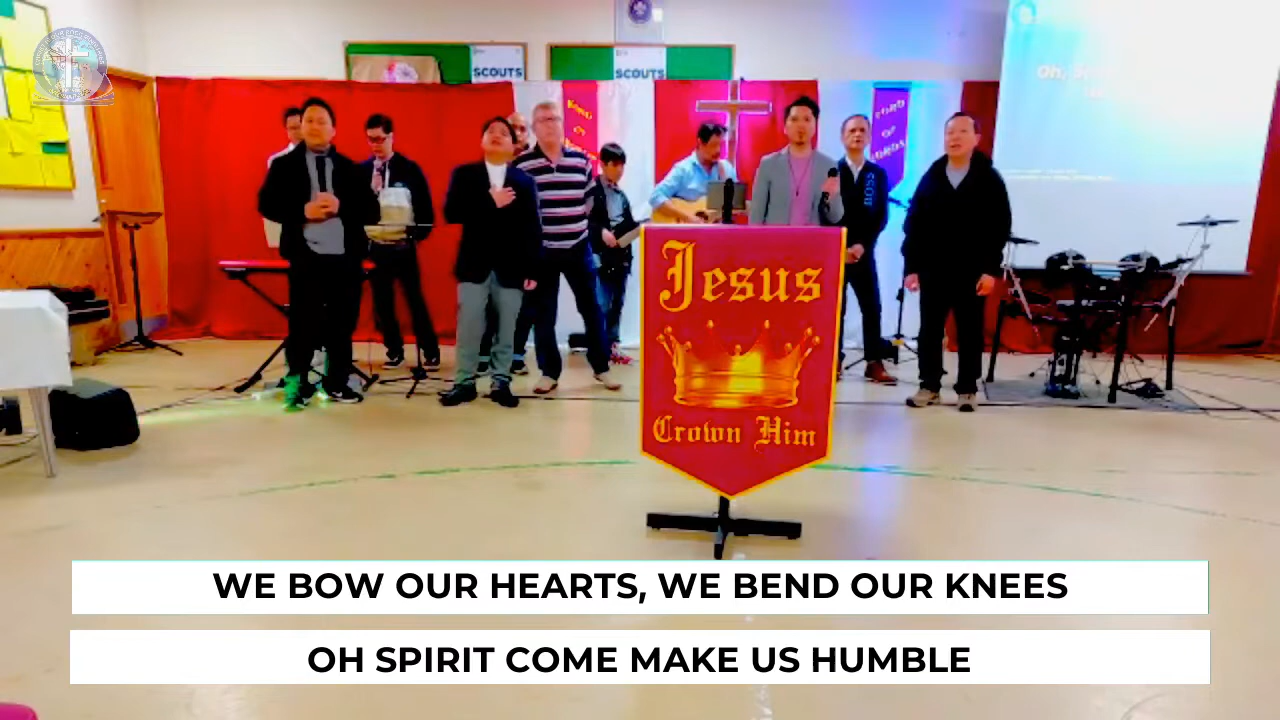 SCOUTS
SCOUTS
Jesus
Crown Him
BOSS
WE BOW OUR HEARTS, WE BEND OUR KNEES
OH SPIRIT COME MAKE US HUMBLE